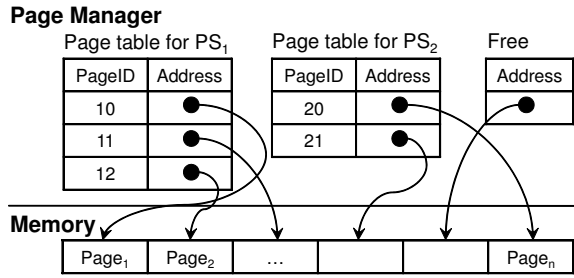 Page Manager
Page table for PS₁ Page table for PS₂ Free
PageID Address PageID Address Address
10 20
11 21
12
Memory
Page₁ Page₂ ... Pageₙ